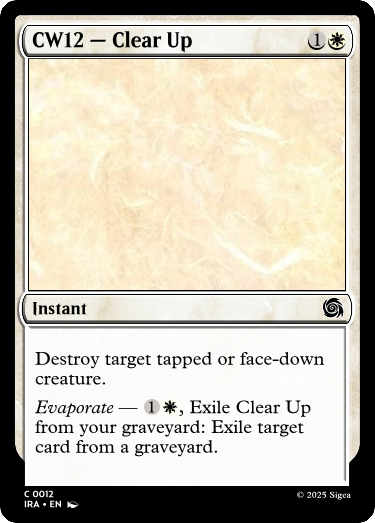 CW12 — Clear Up 1
Instant
Destroy target tapped or face-down
creature.
Evaporate — 1, Exile Clear Up
from your graveyard: Exile target
card from a graveyard.
C 0012
IRA • EN
© 2025 Sigea